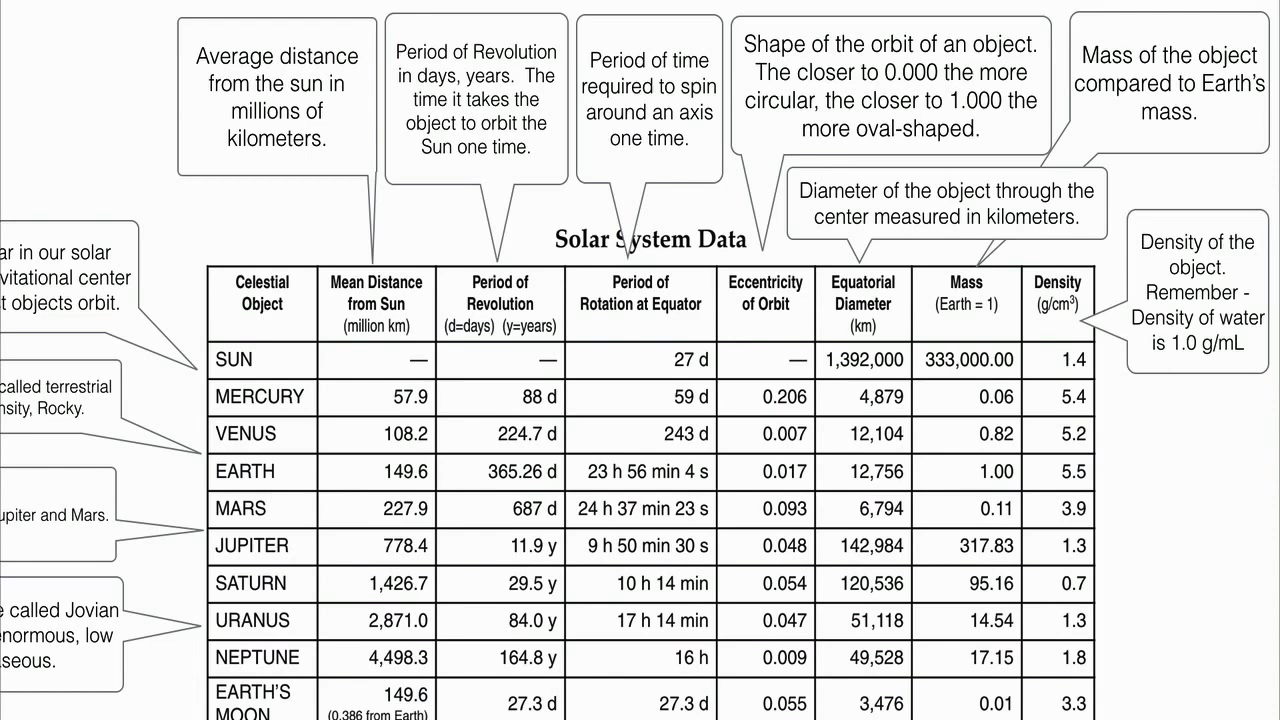 Average distance
from the sun in
millions of
kilometers.
Period of Revolution
in days, years. The
time it takes the
object to orbit the
Sun one time.
Period of time
required to spin
around an axis
one time.
Shape of the orbit of an object.
The closer to 0.000 the more
circular, the closer to 1.000 the
more oval-shaped.
Mass of the object
compared to Earth's
mass.
Diameter of the object through the
center measured in kilometers.
Density of the
object.
Remember -
Density of water
is 1.0 g/mL
ar in our solar
vitational center
t objects orbit.
called terrestrial
nsity, Rocky.
upiter and Mars.
e called Jovian
enormous, low
seous.
Solar System Data
Celestial Object Mean Distance from Sun (million km) Period of Revolution (d=days) (y=years) Period of Rotation at Equator Eccentricity of Orbit Equatorial Diameter (km) Mass (Earth = 1) Density (g/cm³)
SUN — — 27 d — 1,392,000 333,000.00 1.4
MERCURY 57.9 88 d 59 d 0.206 4,879 0.06 5.4
VENUS 108.2 224.7 d 243 d 0.007 12,104 0.82 5.2
EARTH 149.6 365.26 d 23 h 56 min 4 s 0.017 12,756 1.00 5.5
MARS 227.9 687 d 24 h 37 min 23 s 0.093 6,794 0.11 3.9
JUPITER 778.4 11.9 y 9 h 50 min 30 s 0.048 142,984 317.83 1.3
SATURN 1,426.7 29.5 y 10 h 14 min 0.054 120,536 95.16 0.7
URANUS 2,871.0 84.0 y 17 h 14 min 0.047 51,118 14.54 1.3
NEPTUNE 4,498.3 164.8 y 16 h 0.009 49,528 17.15 1.8
EARTH'S MOON 149.6 (0.386 from Earth) 27.3 d 27.3 d 0.055 3,476 0.01 3.3